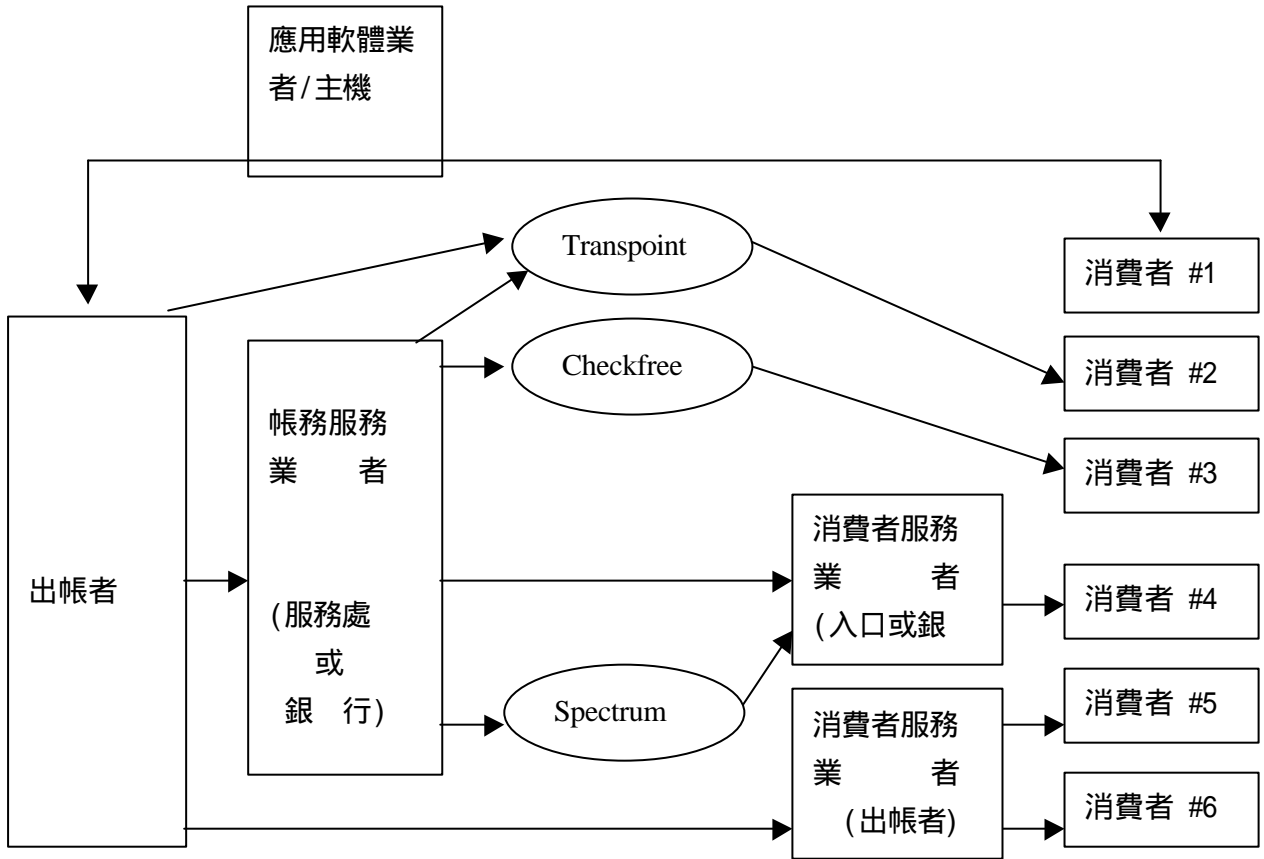 應用軟體業
者/主機
Transpoint
消費者 #1
Checkfree
消費者 #2
帳務服務
業 者
消費者 #3
消費者服務
業 者
(入口或銀
出帳者
(服務處
或
銀 行)
消費者 #4
Spectrum
消費者服務
業 者
(出帳者)
消費者 #5
消費者 #6